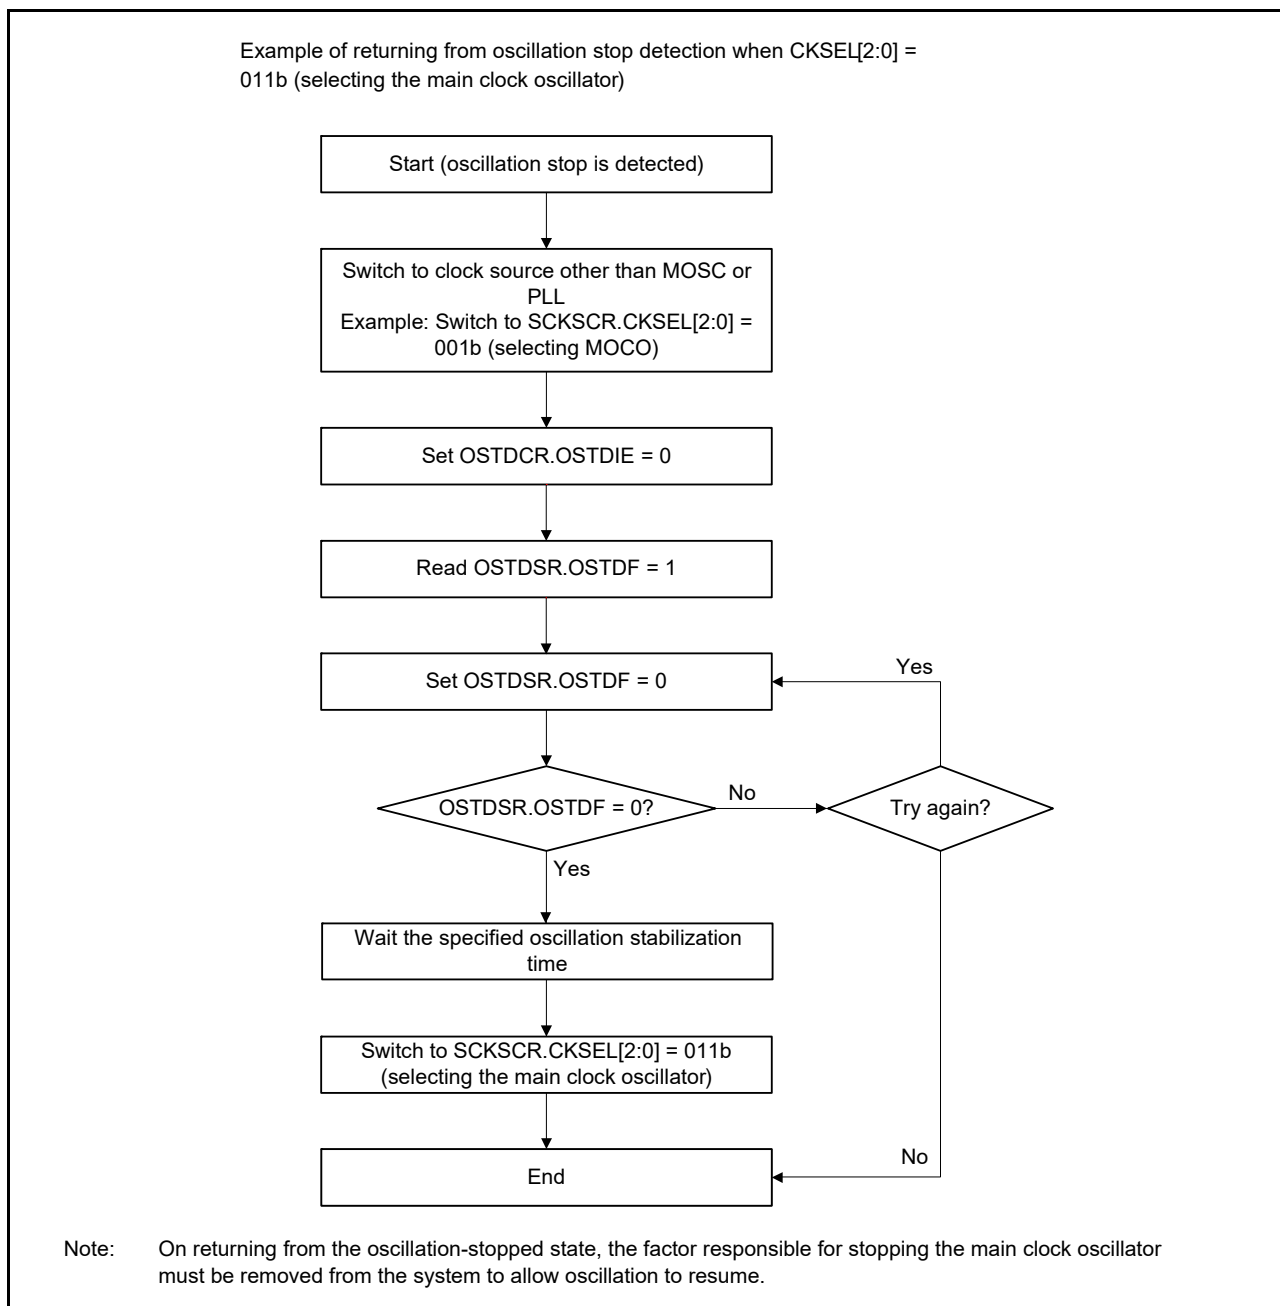 Example of returning from oscillation stop detection when CKSEL[2:0] =
011b (selecting the main clock oscillator)
Start (oscillation stop is detected)
Switch to clock source other than MOSC or
PLL
Example: Switch to SCKSCR.CKSEL[2:0] =
001b (selecting MOCO)
Set OSTDCR.OSTDIE = 0
Read OSTDSR.OSTDF = 1
Set OSTDSR.OSTDF = 0
Yes
OSTDSR.OSTDF = 0?
No
Try again?
Yes
Wait the specified oscillation stabilization
time
Switch to SCKSCR.CKSEL[2:0] = 011b
(selecting the main clock oscillator)
No
End
Note: On returning from the oscillation-stopped state, the factor responsible for stopping the main clock oscillator
must be removed from the system to allow oscillation to resume.